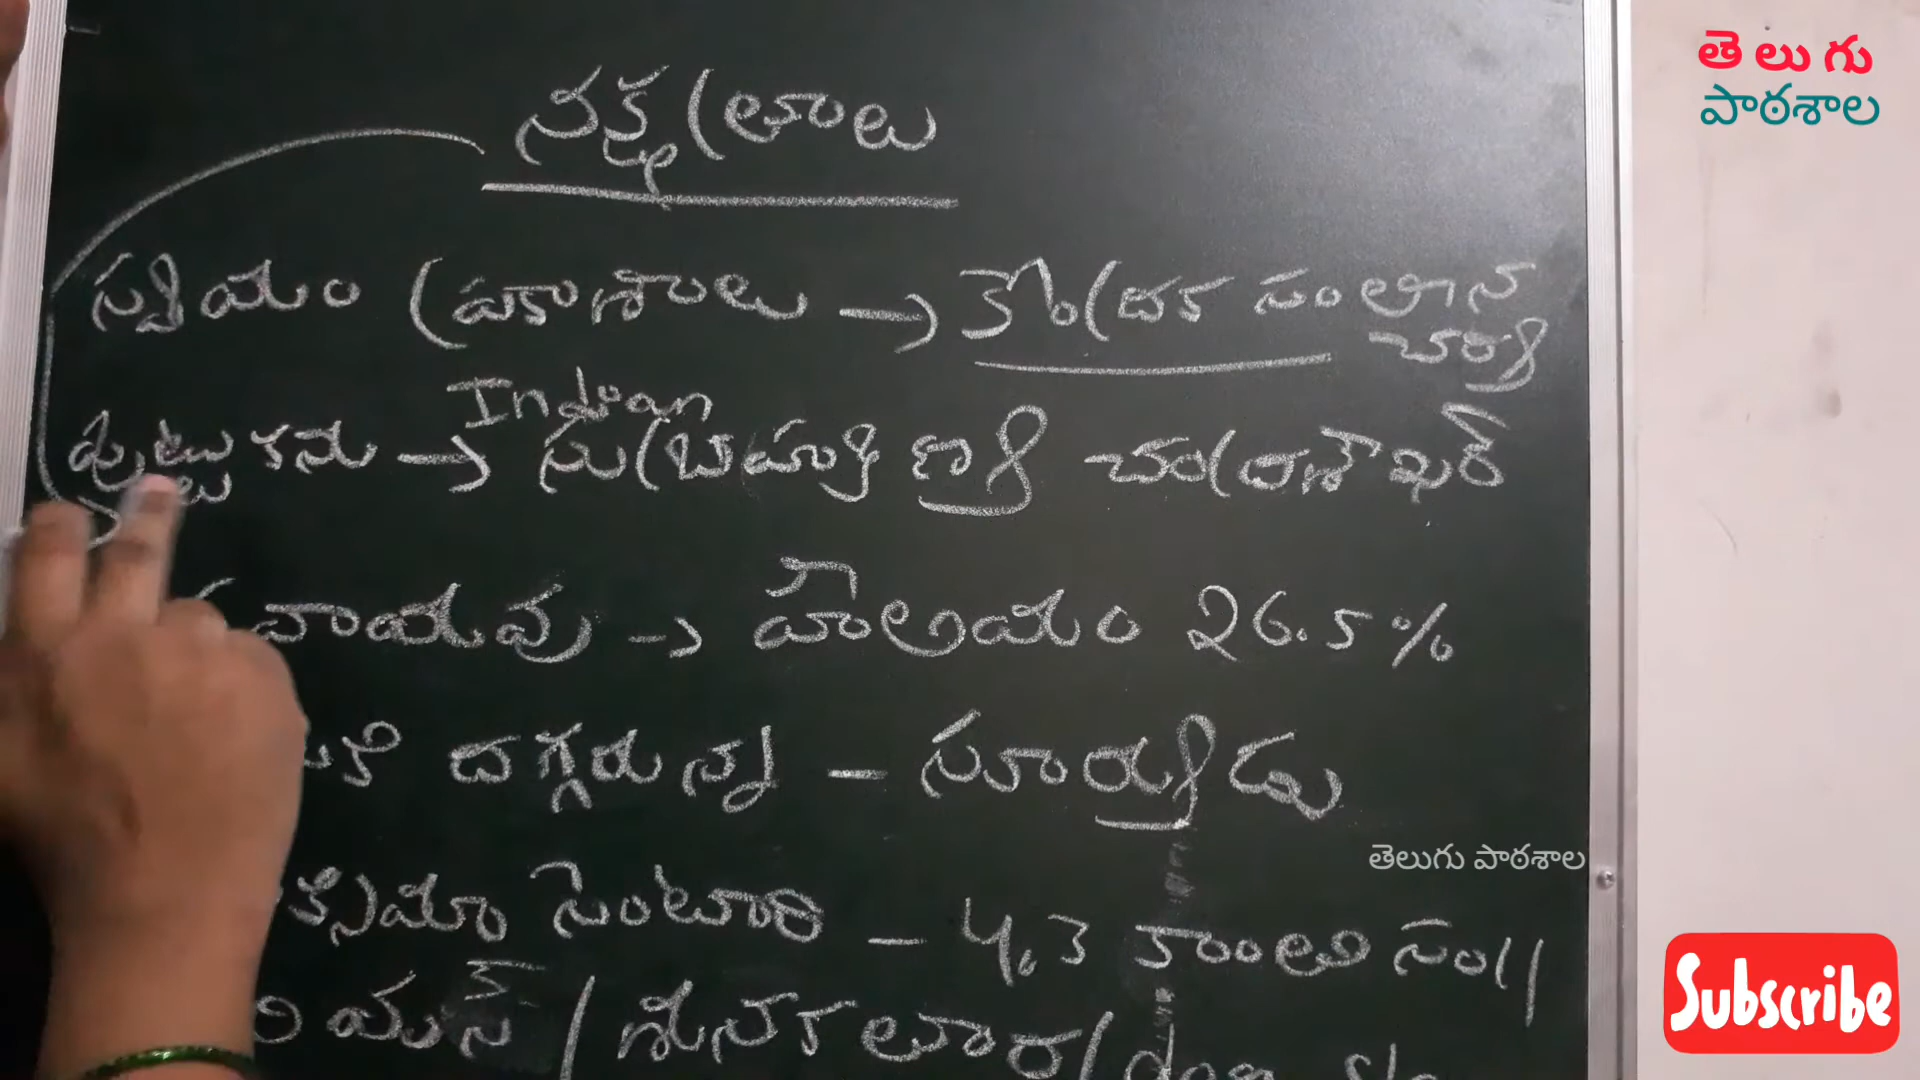 నక్షత్రాలు
స్వయం ప్రకాశాలు → కేంద్రక సంలీన
చర్య
Indian
పుట్టుకను → సుబ్రహ్మణ్య చంద్రశేఖర్
వాయువు → హీలియం 26.5%
దగ్గరున్న - సూర్యుడు
సెంటారి - 4.3 కాంతి సం||
తెలుగు
పాఠశాల
తెలుగు పాఠశాల
Subscribe